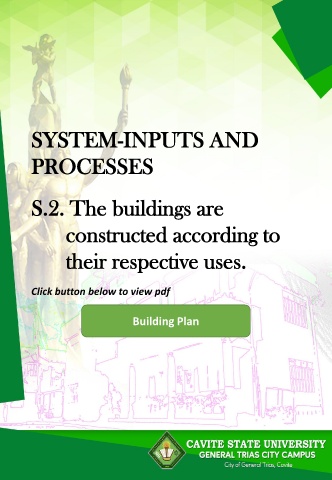 SYSTEM-INPUTS AND
PROCESSES
S.2. The buildings are
constructed according to
their respective uses.
Click button below to view pdf
Building Plan
CAVITE STATE UNIVERSITY
GENERAL TRIAS CITY CAMPUS
City of General Trias, Cavite